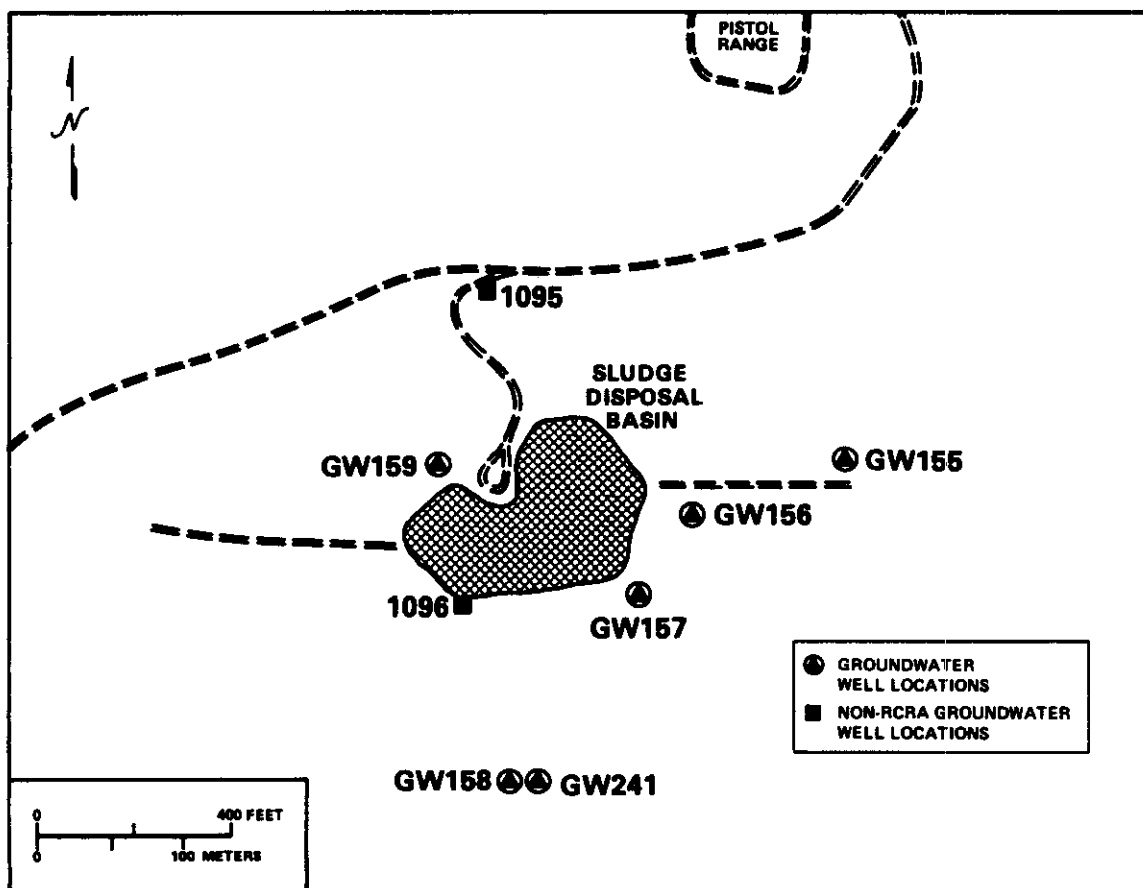 PISTOL
RANGE
N
1095
SLUDGE
DISPOSAL
BASIN
GW159
GW155
GW156
1096
GW157
GROUNDWATER
WELL LOCATIONS
NON-RCRA GROUNDWATER
WELL LOCATIONS
GW158 GW241
0 400 FEET
0 100 METERS